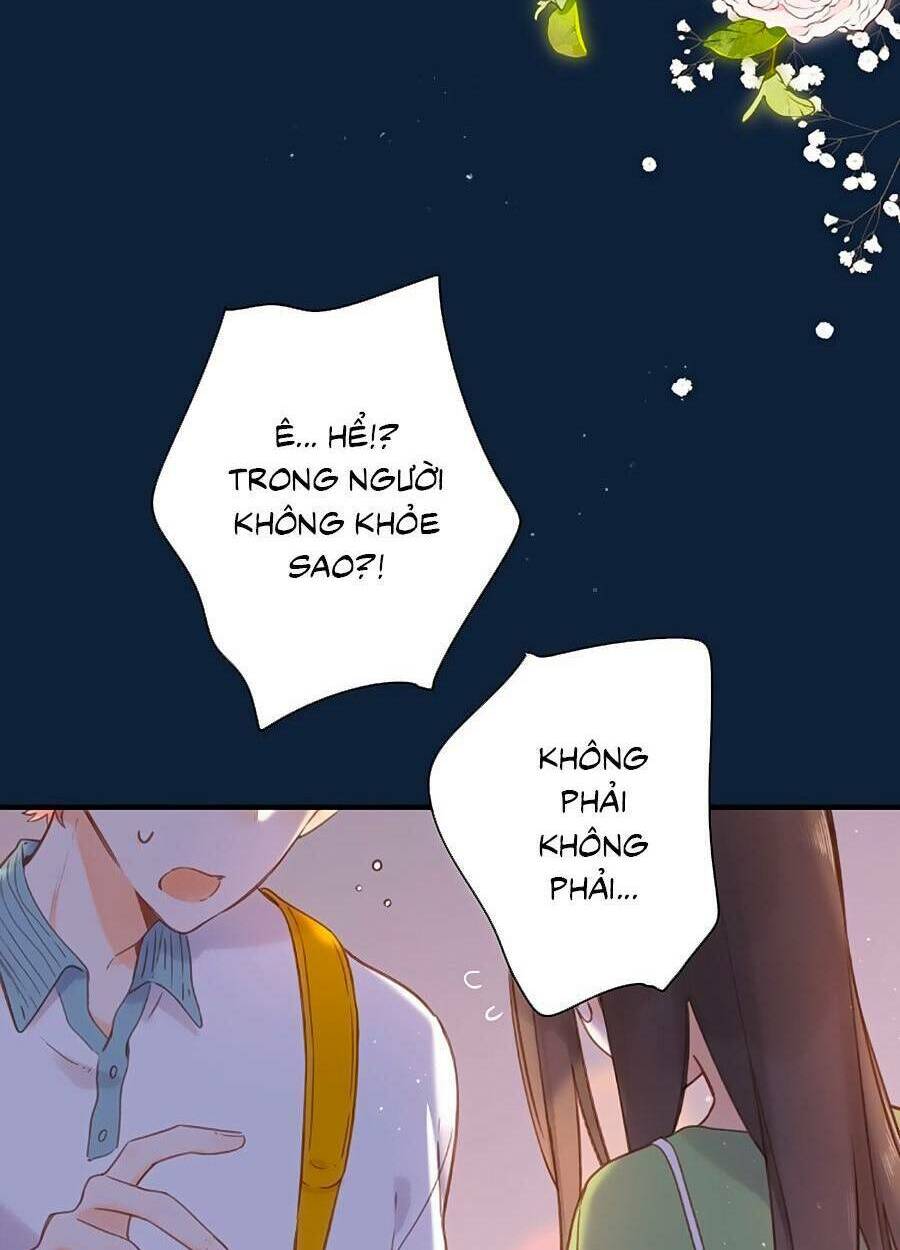 Ê... HỂ!?
TRONG NGƯỜI
KHÔNG KHỎE
SAO?!
KHÔNG
PHẢI
KHÔNG
PHẢI...